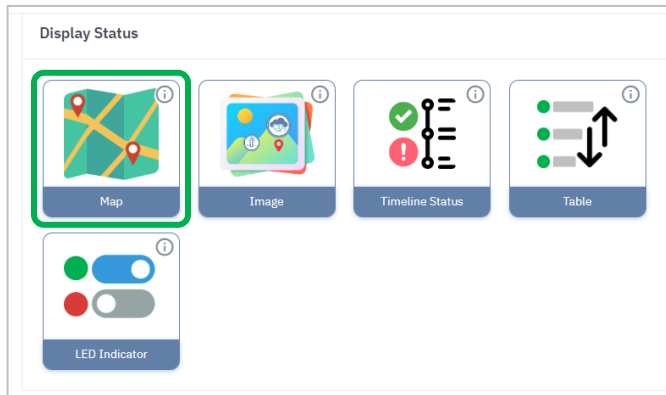 Display Status
Map
Image
Timeline Status
Table
LED Indicator